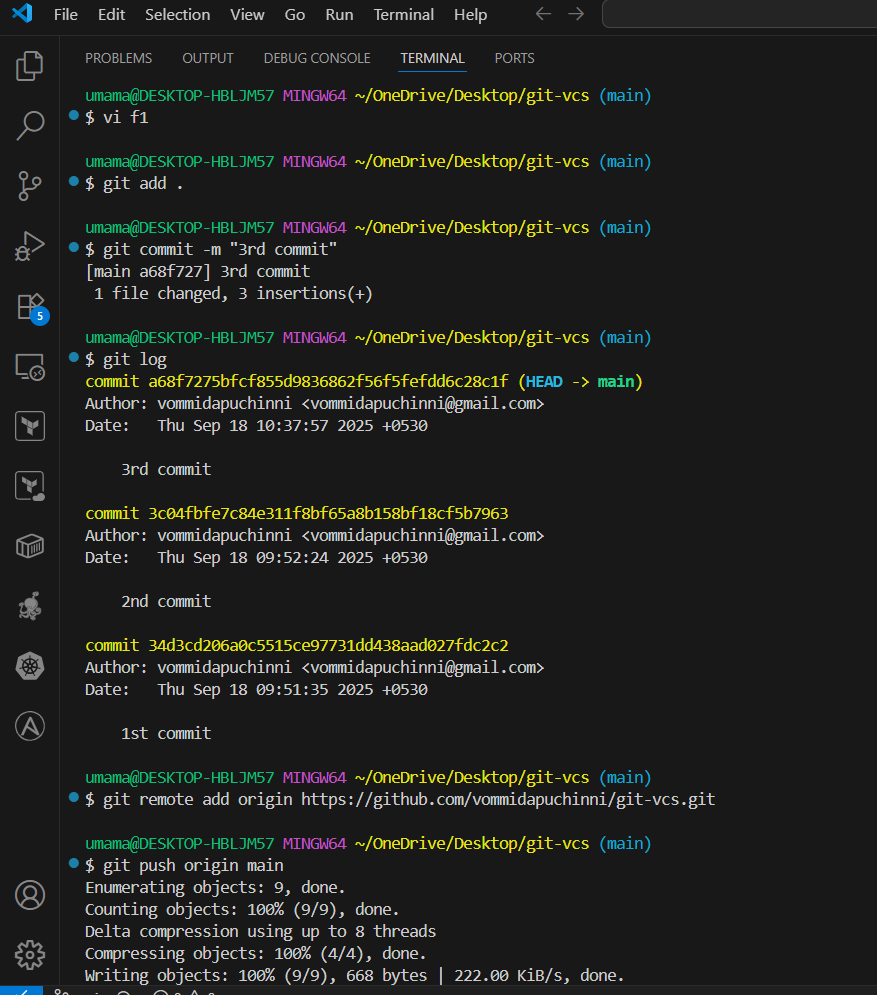 File Edit Selection View Go Run Terminal Help
PROBLEMS OUTPUT DEBUG CONSOLE TERMINAL PORTS
umama@DESKTOP-HBLJM57 MINGW64 ~/OneDrive/Desktop/git-vcs (main)
$ vi f1
umama@DESKTOP-HBLJM57 MINGW64 ~/OneDrive/Desktop/git-vcs (main)
$ git add .
umama@DESKTOP-HBLJM57 MINGW64 ~/OneDrive/Desktop/git-vcs (main)
$ git commit -m "3rd commit"
[main a68f727] 3rd commit
1 file changed, 3 insertions(+)
umama@DESKTOP-HBLJM57 MINGW64 ~/OneDrive/Desktop/git-vcs (main)
5
$ git log
commit a68f7275bfcf855d9836862f56f5fefdd6c28c1f (HEAD -> main)
Author: vommidapuchinni <vommidapuchinni@gmail.com>
Date:   Thu Sep 18 10:37:57 2025 +0530
3rd commit
commit 3c04fbfe7c84e311f8bf65a8b158bf18cf5b7963
Author: vommidapuchinni <vommidapuchinni@gmail.com>
Date:   Thu Sep 18 09:52:24 2025 +0530
2nd commit
commit 34d3cd206a0c5515ce97731dd438aad027fdc2c2
Author: vommidapuchinni <vommidapuchinni@gmail.com>
Date:   Thu Sep 18 09:51:35 2025 +0530
1st commit
umama@DESKTOP-HBLJM57 MINGW64 ~/OneDrive/Desktop/git-vcs (main)
$ git remote add origin https://github.com/vommidapuchinni/git-vcs.git
umama@DESKTOP-HBLJM57 MINGW64 ~/OneDrive/Desktop/git-vcs (main)
$ git push origin main
Enumerating objects: 9, done.
Counting objects: 100% (9/9), done.
Delta compression using up to 8 threads
Compressing objects: 100% (4/4), done.
Writing objects: 100% (9/9), 668 bytes | 222.00 KiB/s, done.